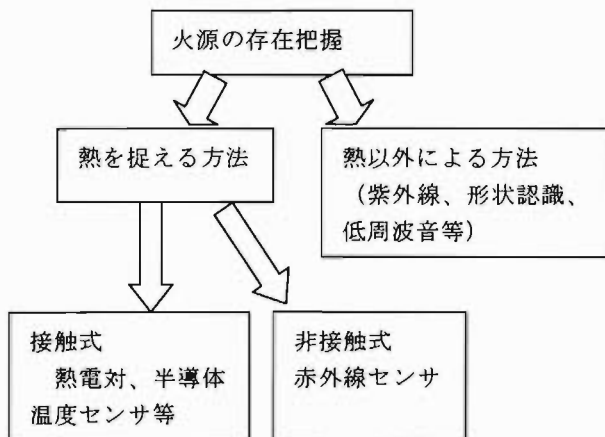 火源の存在把握
熱を捉える方法
熱以外による方法
（紫外線、形状認識、
低周波音等）
接触式
熱電対、半導体
温度センサ等
非接触式
赤外線センサ